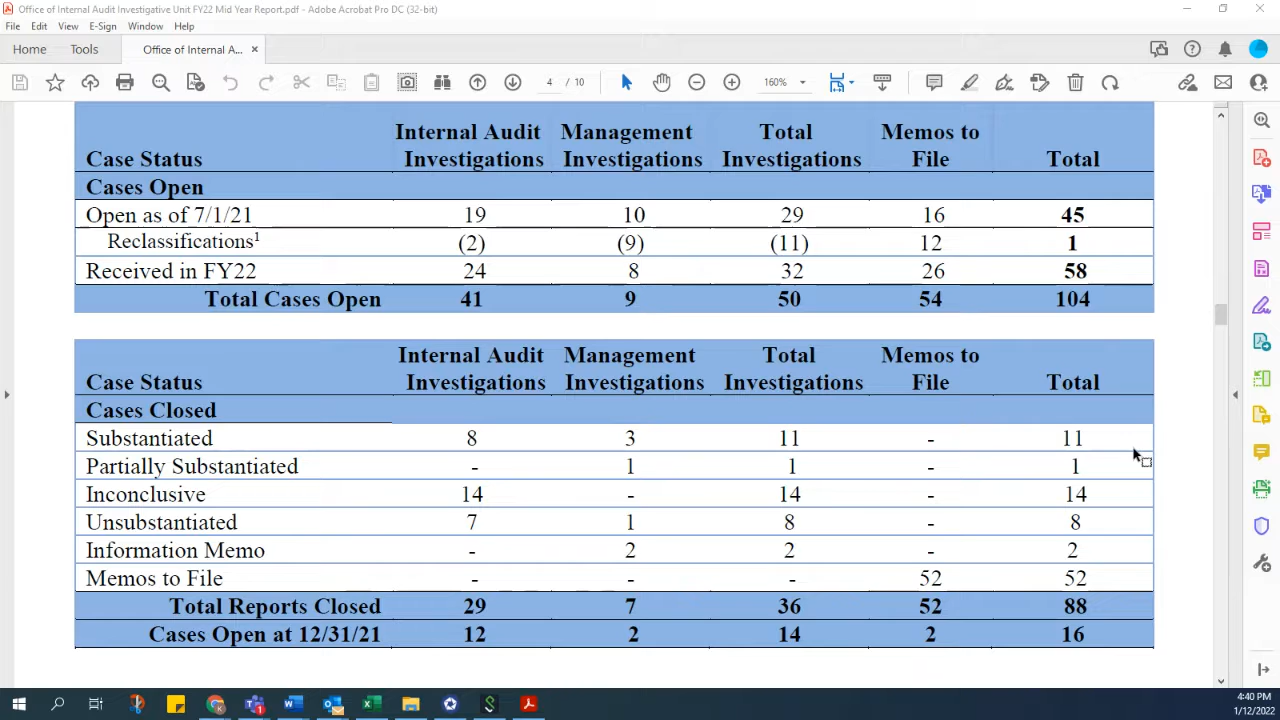 Office of Internal Audit Investigative Unit FY22 Mid Year Report.pdf - Adobe Acrobat Pro DC (32-bit)
File Edit View E-Sign Window Help
Home Tools Office of Internal A... ×
4 / 10 160%
Case Status Internal Audit Investigations Management Investigations Total Investigations Memos to File Total
Cases Open
Open as of 7/1/21 19 10 29 16 45
Reclassifications¹ (2) (9) (11) 12 1
Received in FY22 24 8 32 26 58
Total Cases Open 41 9 50 54 104
Case Status Internal Audit Investigations Management Investigations Total Investigations Memos to File Total
Cases Closed
Substantiated 8 3 11 - 11
Partially Substantiated - 1 1 - 1
Inconclusive 14 - 14 - 14
Unsubstantiated 7 1 8 - 8
Information Memo - 2 2 - 2
Memos to File - - - 52 52
Total Reports Closed 29 7 36 52 88
Cases Open at 12/31/21 12 2 14 2 16
4:40 PM
1/12/2022